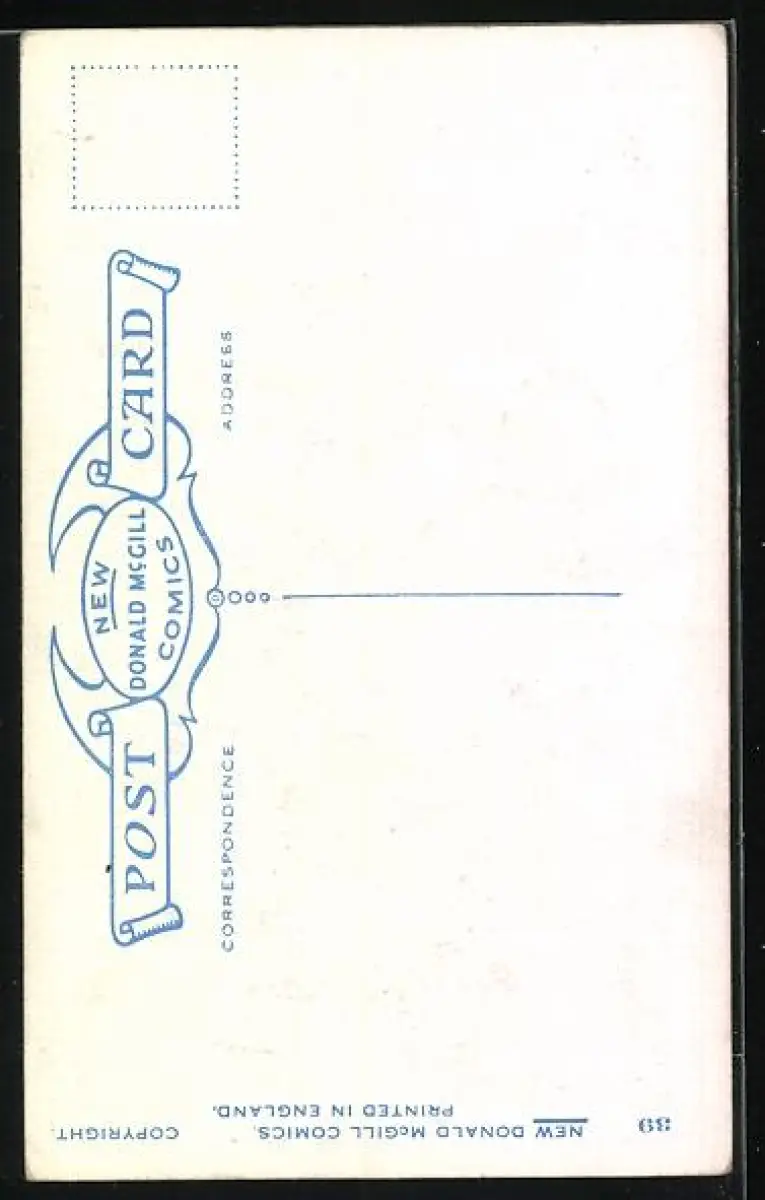 POST CARD
NEW
DONALD McGILL
COMICS
CORRESPONDENCE
ADDRESS
39
NEW DONALD McGILL COMICS.
PRINTED IN ENGLAND.
COPYRIGHT.